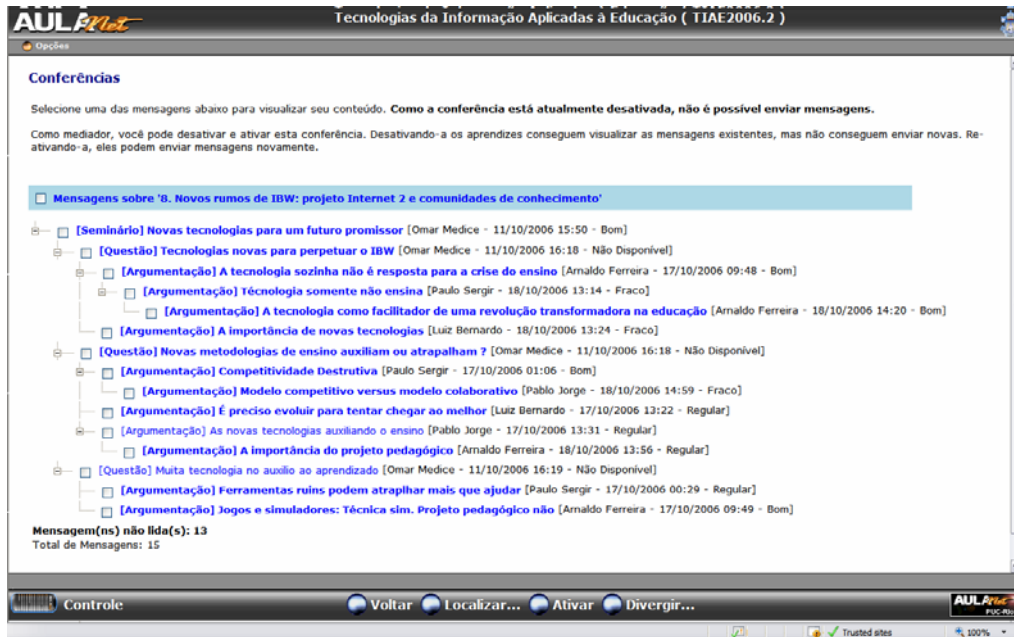 AULANet
Tecnologias da Informação Aplicadas à Educação ( TIAE2006.2 )
Opções
Conferências
Selecione uma das mensagens abaixo para visualizar seu conteúdo. Como a conferência está atualmente desativada, não é possível enviar mensagens.
Como mediador, você pode desativar e ativar esta conferência. Desativando-a os aprendizes conseguem visualizar as mensagens existentes, mas não conseguem enviar novas. Re-
ativando-a, eles podem enviar mensagens novamente.
Mensagens sobre '8. Novos rumos de IBW: projeto Internet 2 e comunidades de conhecimento'
[Seminário] Novas tecnologias para um futuro promissor [Omar Medice - 11/10/2006 15:50 - Bom]
[Questão] Tecnologias novas para perpetuar o IBW [Omar Medice - 11/10/2006 16:18 - Não Disponível]
[Argumentação] A tecnologia sozinha não é resposta para a crise do ensino [Arnaldo Ferreira - 17/10/2006 09:48 - Bom]
[Argumentação] Técnologia somente não ensina [Paulo Sergir - 18/10/2006 13:14 - Fraco]
[Argumentação] A tecnologia como facilitador de uma revolução transformadora na educação [Arnaldo Ferreira - 18/10/2006 14:20 - Bom]
[Argumentação] A importância de novas tecnologias [Luiz Bernardo - 18/10/2006 13:24 - Fraco]
[Questão] Novas metodologias de ensino auxiliam ou atrapalham ? [Omar Medice - 11/10/2006 16:18 - Não Disponível]
[Argumentação] Competitividade Destrutiva [Paulo Sergir - 17/10/2006 01:06 - Bom]
[Argumentação] Modelo competitivo versus modelo colaborativo [Pablo Jorge - 18/10/2006 14:59 - Fraco]
[Argumentação] É preciso evoluir para tentar chegar ao melhor [Luiz Bernardo - 17/10/2006 13:22 - Regular]
[Argumentação] As novas tecnologias auxiliando o ensino [Pablo Jorge - 17/10/2006 13:31 - Regular]
[Argumentação] A importância do projeto pedagógico [Arnaldo Ferreira - 18/10/2006 13:56 - Regular]
[Questão] Muita tecnologia no auxilio ao aprendizado [Omar Medice - 11/10/2006 16:19 - Não Disponível]
[Argumentação] Ferramentas ruins podem atraplhar mais que ajudar [Paulo Sergir - 17/10/2006 00:29 - Regular]
[Argumentação] Jogos e simuladores: Técnica sim. Projeto pedagógico não [Arnaldo Ferreira - 17/10/2006 09:49 - Bom]
Mensagem(ns) não lida(s): 13
Total de Mensagens: 15
Controle
Voltar Localizar... Ativar Divergir...
AULANet
PUC-Rio
Trusted sites 100%